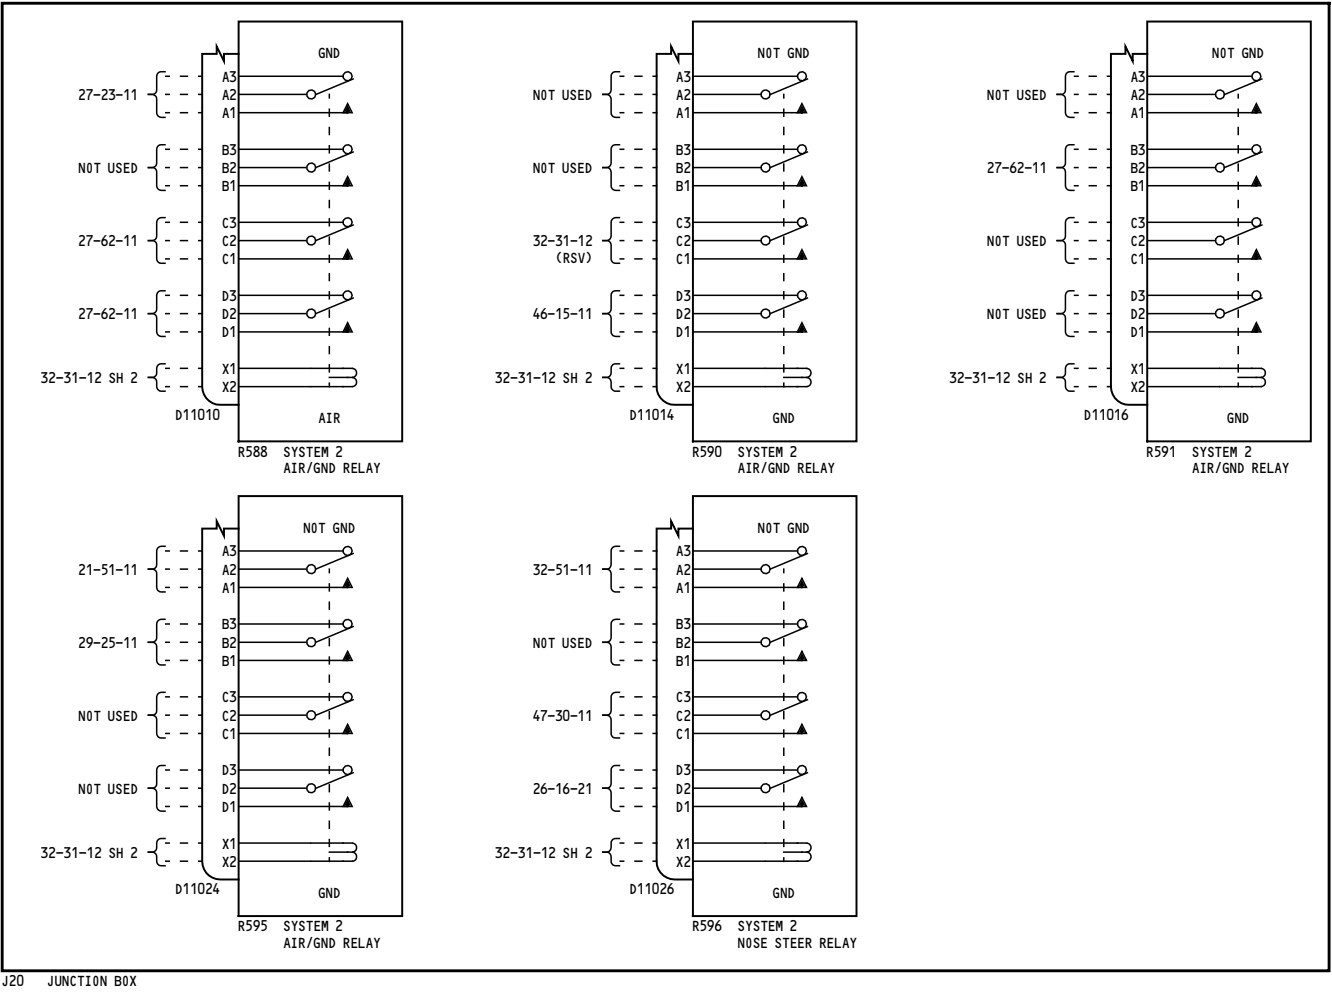 GND
27-23-11
A3
A2
A1
NOT USED
B3
B2
B1
27-62-11
C3
C2
C1
27-62-11
D3
D2
D1
32-31-12 SH 2
X1
X2
D11010
AIR
R588 SYSTEM 2
AIR/GND RELAY
NOT GND
NOT USED
A3
A2
A1
NOT USED
B3
B2
B1
32-31-12
(RSV)
C3
C2
C1
46-15-11
D3
D2
D1
32-31-12 SH 2
X1
X2
D11014
GND
R590 SYSTEM 2
AIR/GND RELAY
NOT GND
NOT USED
A3
A2
A1
27-62-11
B3
B2
B1
NOT USED
C3
C2
C1
NOT USED
D3
D2
D1
32-31-12 SH 2
X1
X2
D11016
GND
R591 SYSTEM 2
AIR/GND RELAY
NOT GND
21-51-11
A3
A2
A1
29-25-11
B3
B2
B1
NOT USED
C3
C2
C1
NOT USED
D3
D2
D1
32-31-12 SH 2
X1
X2
D11024
GND
R595 SYSTEM 2
AIR/GND RELAY
NOT GND
32-51-11
A3
A2
A1
NOT USED
B3
B2
B1
47-30-11
C3
C2
C1
26-16-21
D3
D2
D1
32-31-12 SH 2
X1
X2
D11026
GND
R596 SYSTEM 2
NOSE STEER RELAY
J20 JUNCTION BOX